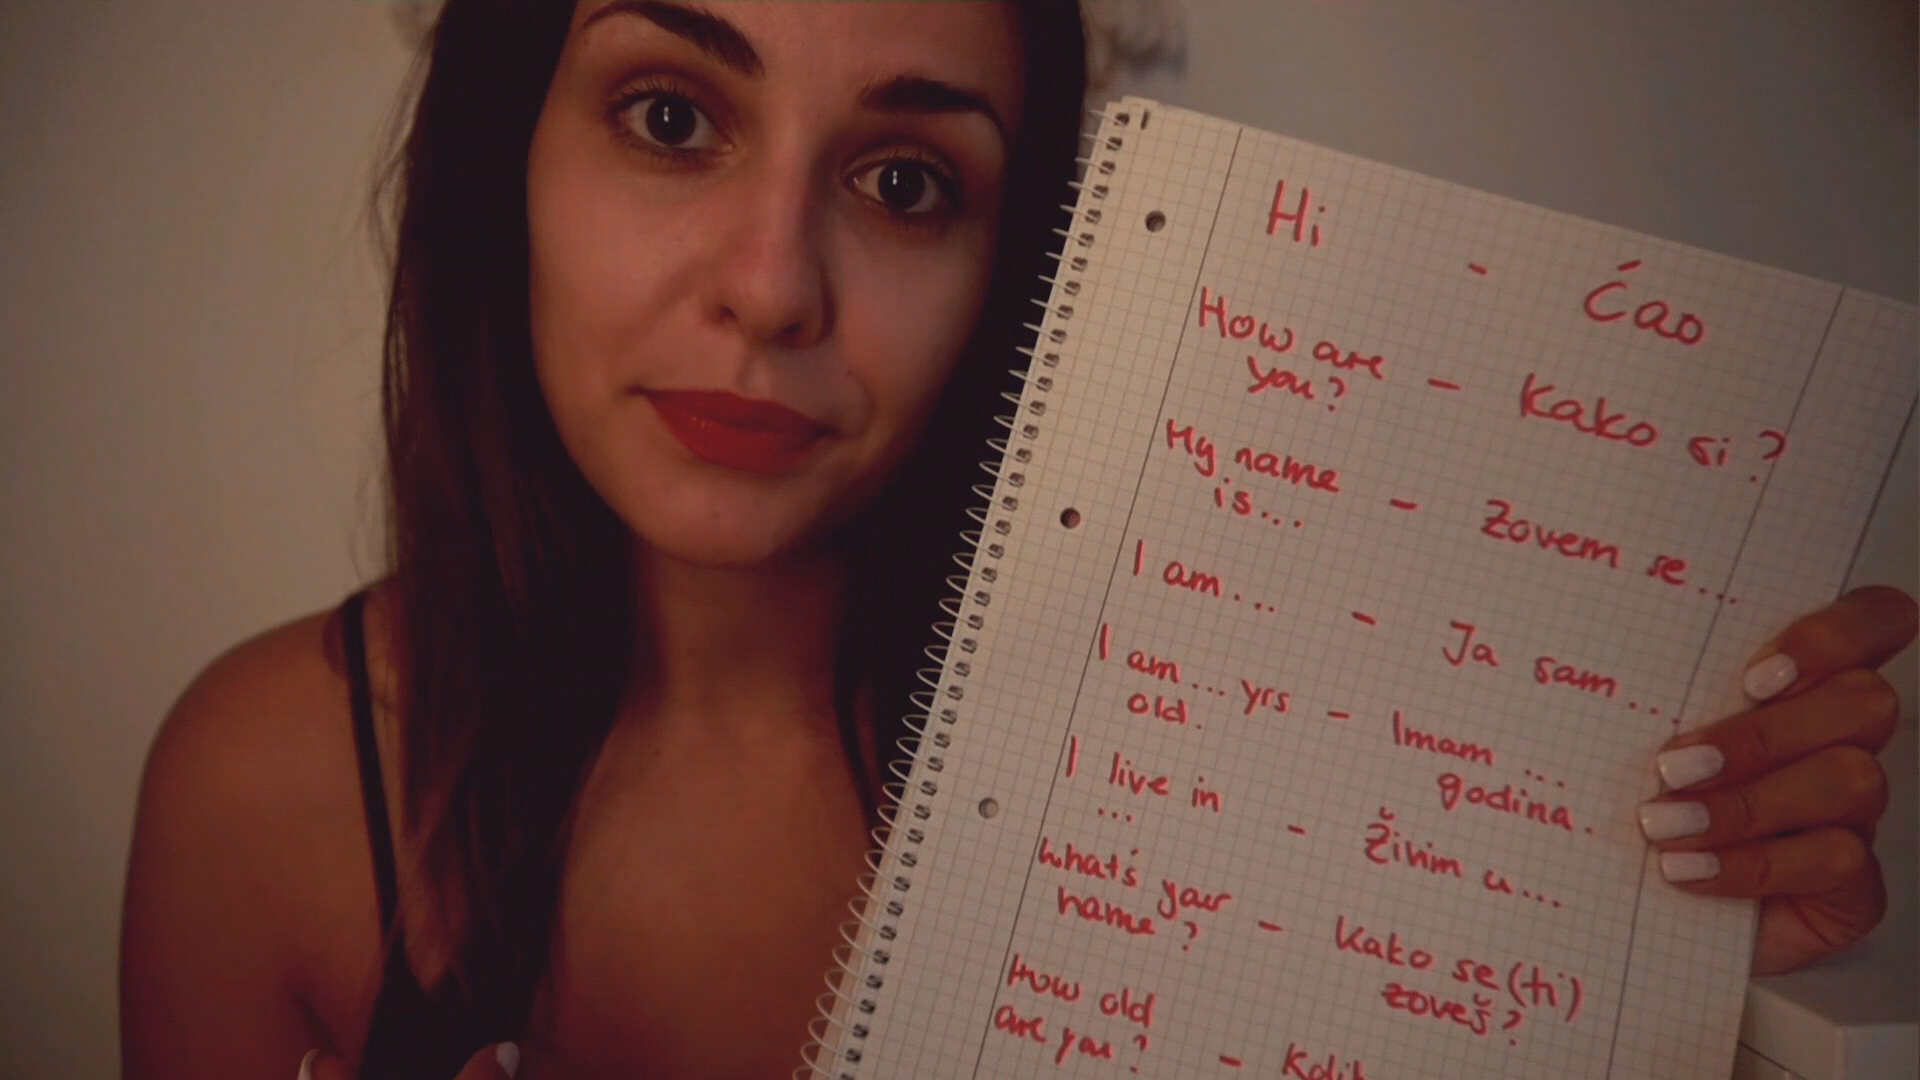 Hi - Ćao
How are - Kako si?
you?
My name - Zovem se...
is...
I am... - Ja sam...
I am... yrs - Imam ...
old. godina.
I live in - Živim u...
...
What's your - Kako se (ti)
name? zoveš?
How old
are you? -